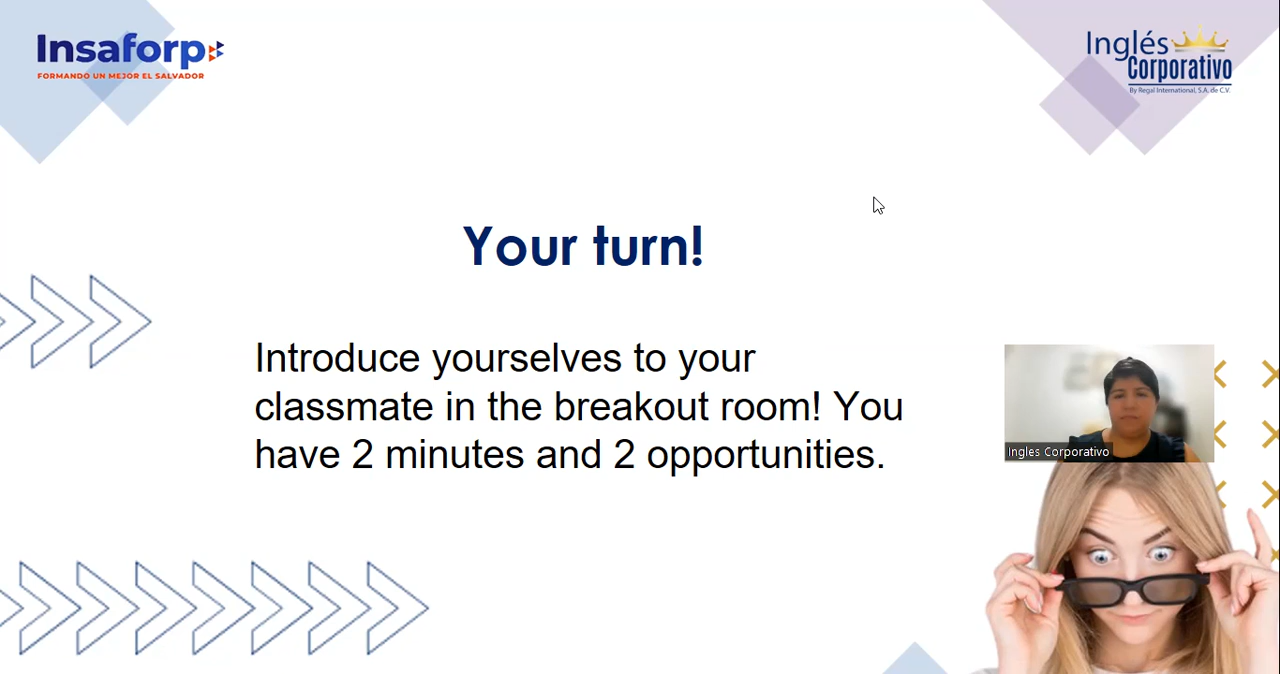 Insaforp
FORMANDO UN MEJOR EL SALVADOR
Inglés
Corporativo
By Regal International, S.A. de C.V.
Your turn!
Introduce yourselves to your
classmate in the breakout room! You
have 2 minutes and 2 opportunities.
Ingles Corporativo